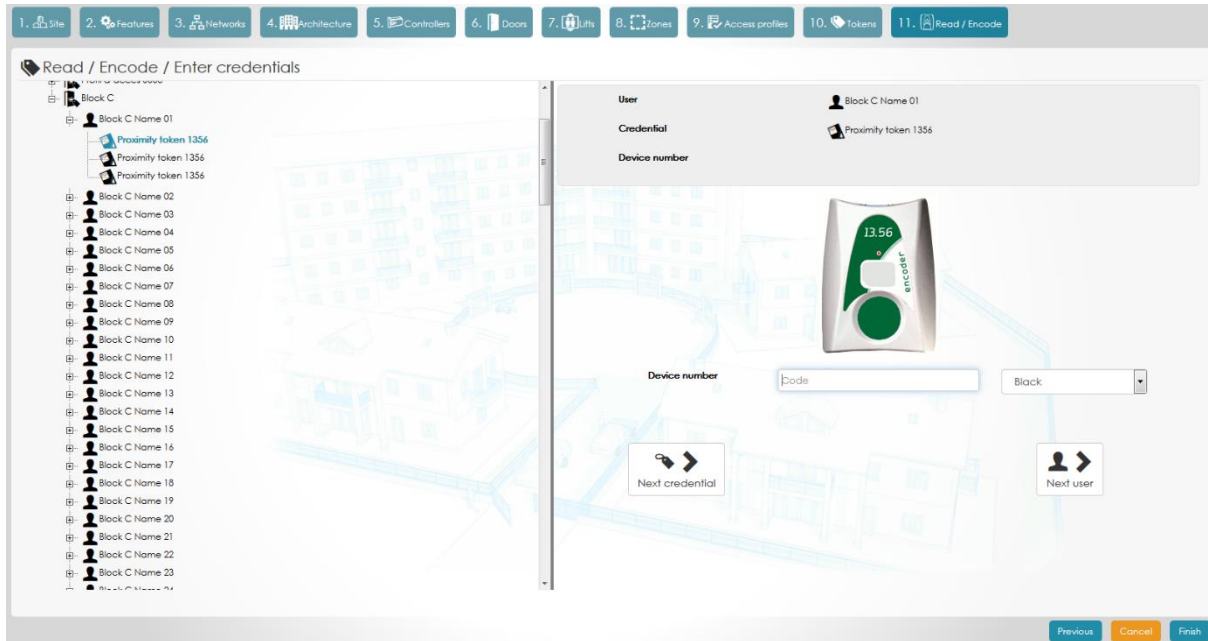 1. Site 2. Features 3. Networks 4. Architecture 5. Controllers 6. Doors 7. Lifts 8. Zones 9. Access profiles 10. Tokens 11. Read / Encode
Read / Encode / Enter credentials
Block C
Block C Name 01
Proximity token 1356
Proximity token 1356
Proximity token 1356
Block C Name 02
Block C Name 03
Block C Name 04
Block C Name 05
Block C Name 06
Block C Name 07
Block C Name 08
Block C Name 09
Block C Name 10
Block C Name 11
Block C Name 12
Block C Name 13
Block C Name 14
Block C Name 15
Block C Name 16
Block C Name 17
Block C Name 18
Block C Name 19
Block C Name 20
Block C Name 21
Block C Name 22
Block C Name 23
User Block C Name 01
Credential Proximity token 1356
Device number
13.56
encoder
Device number Code Black
Next credential Next user
Previous Cancel Finish